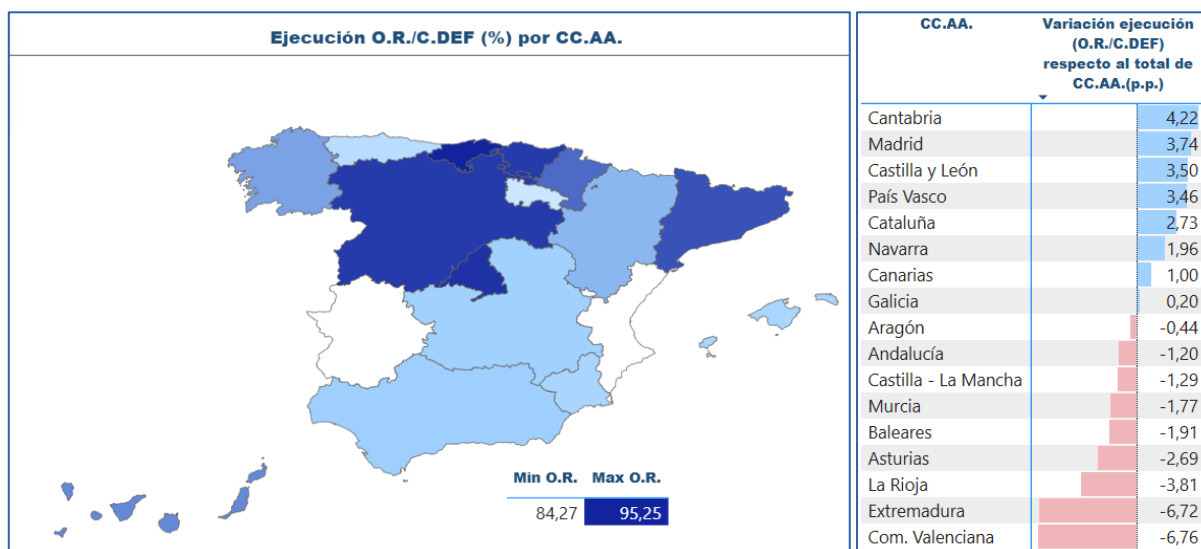 Ejecución O.R./C.DEF (%) por CC.AA.
Min O.R. Max O.R.
84,27 95,25
CC.AA. Variación ejecución
(O.R./C.DEF)
respecto al total de
CC.AA.(p.p.)
Cantabria 4,22
Madrid 3,74
Castilla y León 3,50
País Vasco 3,46
Cataluña 2,73
Navarra 1,96
Canarias 1,00
Galicia 0,20
Aragón -0,44
Andalucía -1,20
Castilla - La Mancha -1,29
Murcia -1,77
Baleares -1,91
Asturias -2,69
La Rioja -3,81
Extremadura -6,72
Com. Valenciana -6,76